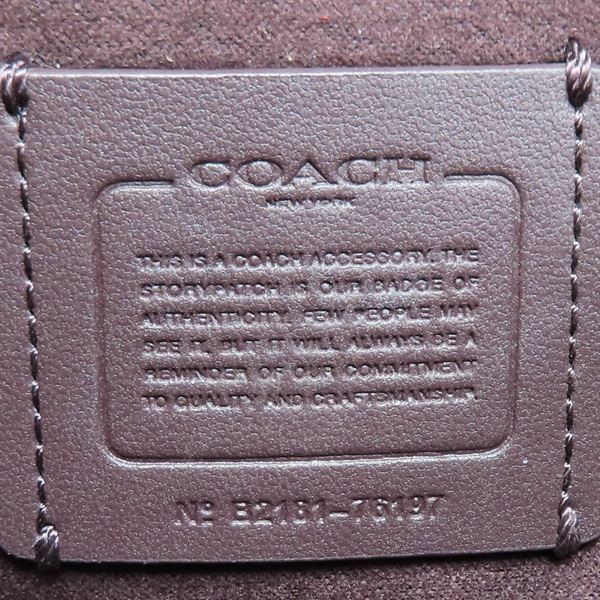 COACH
NEW YORK
THIS IS A COACH ACCESSORY. THE
STORYPATCH IS OUR BADGE OF
AUTHENTICITY. FEW PEOPLE MAY
SEE IT, BUT IT WILL ALWAYS BE A
REMINDER OF OUR COMMITMENT
TO QUALITY AND CRAFTSMANSHIP.
Nº B2161-76197